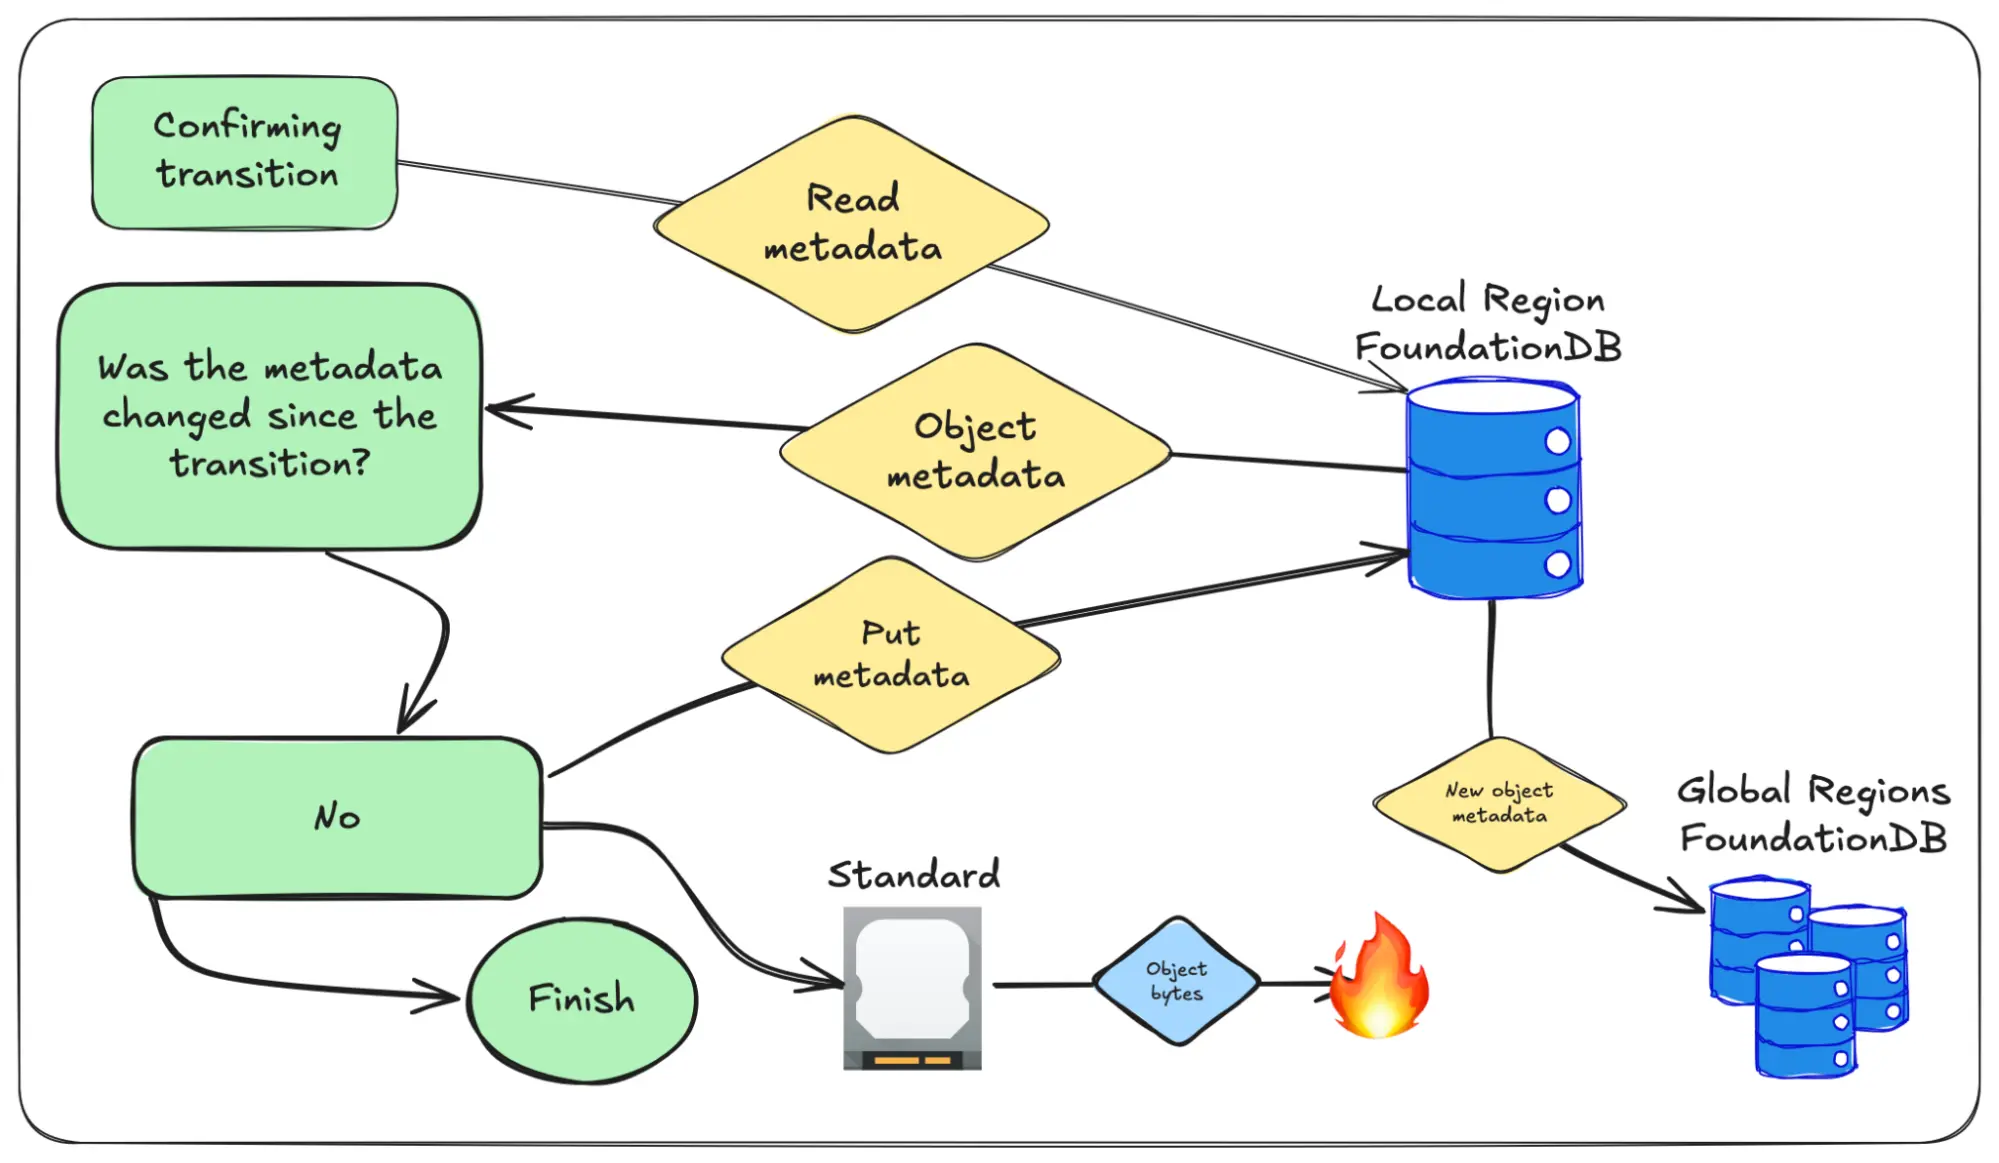 Confirming
transition
Read
metadata
Local Region
FoundationDB
Was the metadata
changed since the
transition?
Object
metadata
Put
metadata
No
New object
metadata
Global Regions
FoundationDB
Standard
Object
bytes
Finish